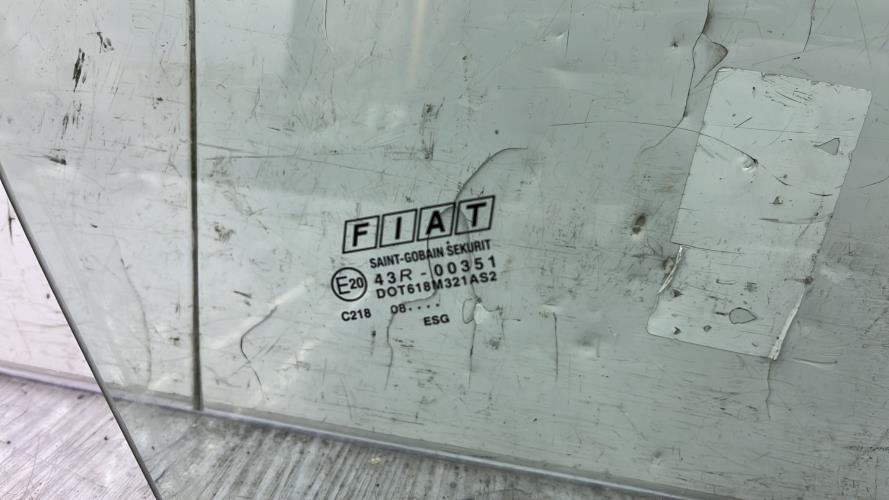 FIAT
SAINT-GOBAIN SEKURIT
E20 43R - 00351
DOT618M321AS2
C218 08....
ESG